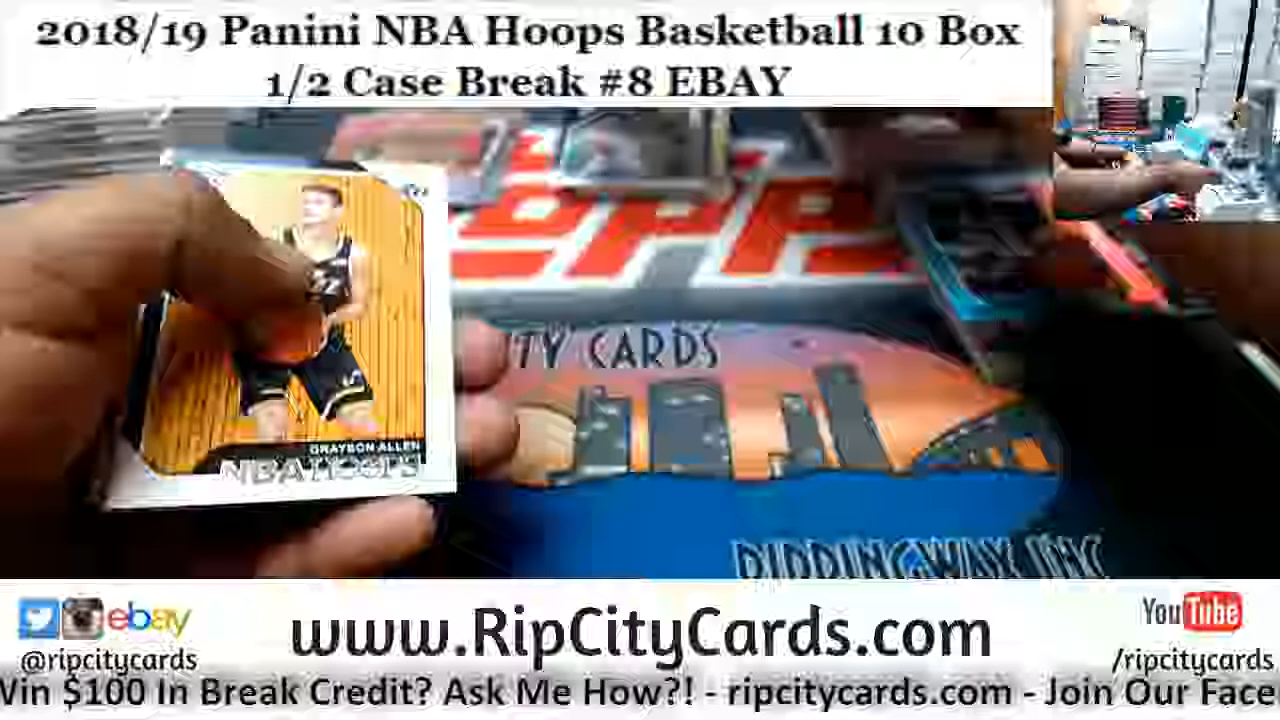 2018/19 Panini NBA Hoops Basketball 10 Box
1/2 Case Break #8 EBAY
GRAYSON ALLEN
NBA HOOPS
TY CARDS
ebay
www.RipCityCards.com
YouTube
@ripcitycards
/ripcitycards
Win $100 In Break Credit? Ask Me How?! - ripcitycards.com - Join Our Face